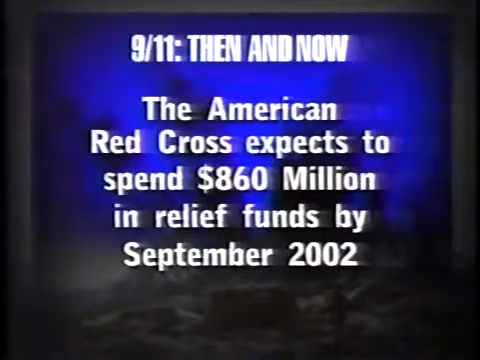 9/11: THEN AND NOW
The American
Red Cross expects to
spend $860 Million
in relief funds by
September 2002